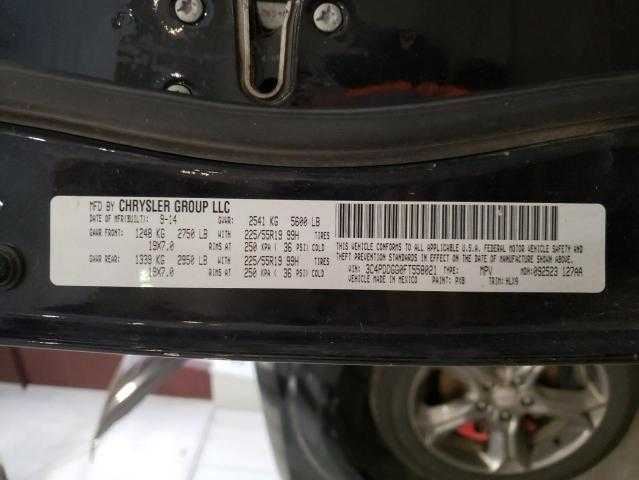 MFD BY CHRYSLER GROUP LLC
DATE OF MFR(BUILT): 9-14 GVWR: 2541 KG 5600 LB
GAWR FRONT: 1248 KG 2750 LB WITH 225/55R19 99H TIRES
19X7.0 RIMS AT 250 KPA ( 36 PSI) COLD
GAWR REAR: 1339 KG 2950 LB WITH 225/55R19 99H TIRES
19X7.0 RIMS AT 250 KPA ( 36 PSI) COLD
THIS VEHICLE CONFORMS TO ALL APPLICABLE U.S.A. FEDERAL MOTOR VEHICLE SAFETY AND THEFT PREVENTION STANDARDS IN EFFECT ON THE DATE OF MANUFACTURE SHOWN ABOVE.
VIN: 3C4PDDGG0FT559021 TYPE: MPV MDH: 092523 127AA
VEHICLE MADE IN MEXICO PAINT: PXB TRIM: HLX9